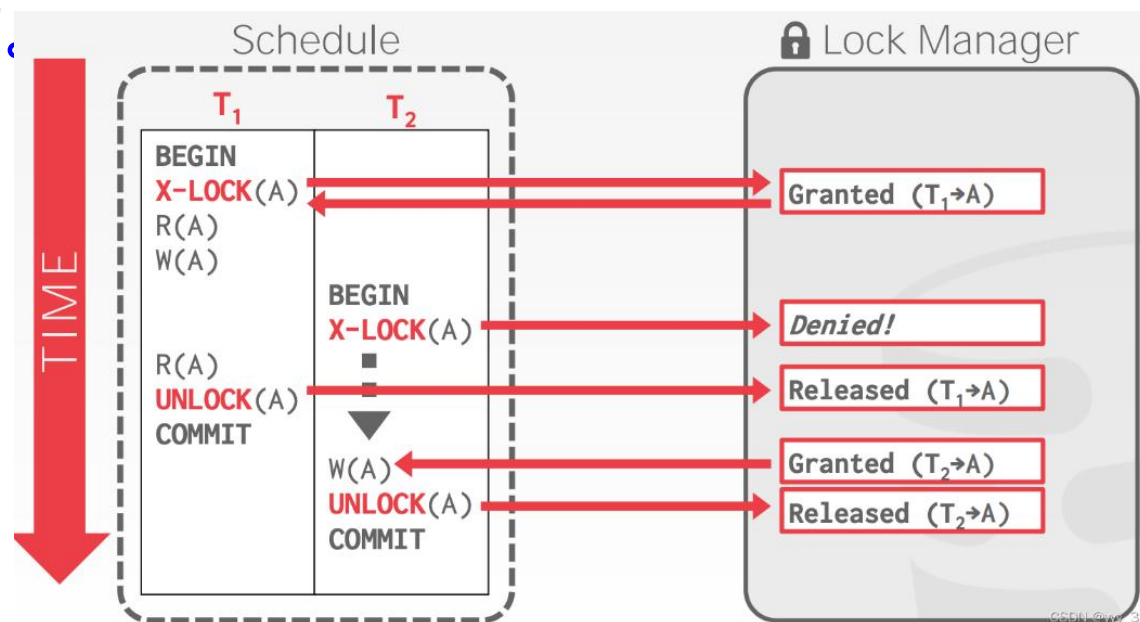 Schedule
Lock Manager
TIME
T₁
T₂
BEGIN
X-LOCK(A)
R(A)
W(A)
BEGIN
X-LOCK(A)
R(A)
UNLOCK(A)
COMMIT
W(A)
UNLOCK(A)
COMMIT
Granted (T₁→A)
Denied!
Released (T₁→A)
Granted (T₂→A)
Released (T₂→A)